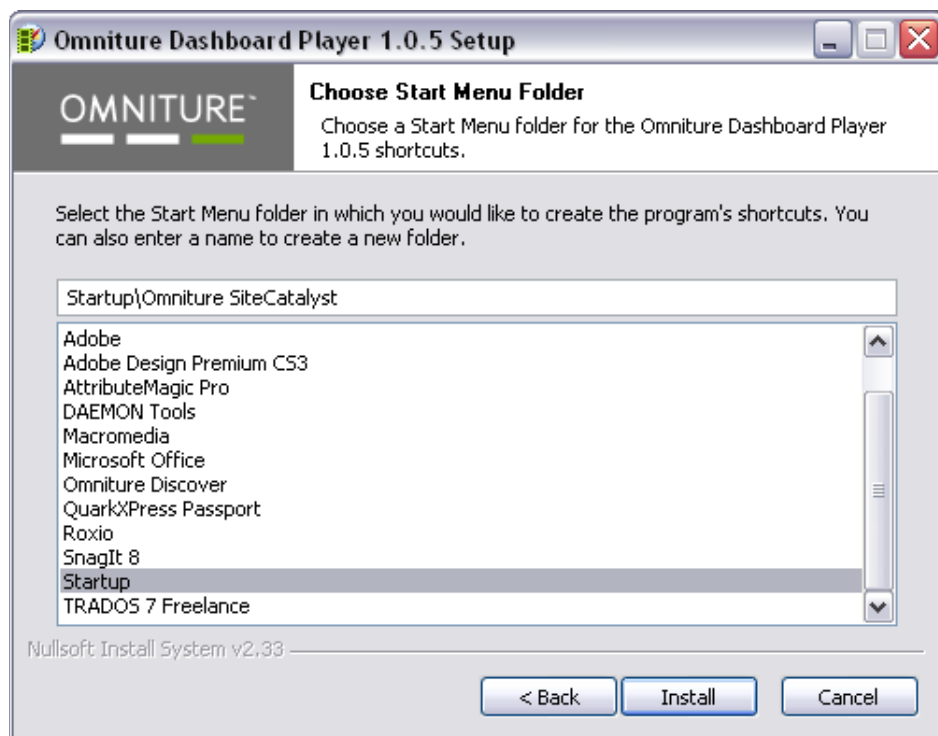 Omniture Dashboard Player 1.0.5 Setup
OMNITURE™
Choose Start Menu Folder
Choose a Start Menu folder for the Omniture Dashboard Player
1.0.5 shortcuts.
Select the Start Menu folder in which you would like to create the program's shortcuts. You
can also enter a name to create a new folder.
Startup\Omniture SiteCatalyst
Adobe
Adobe Design Premium CS3
AttributeMagic Pro
DAEMON Tools
Macromedia
Microsoft Office
Omniture Discover
QuarkXPress Passport
Roxio
SnagIt 8
Startup
TRADOS 7 Freelance
Nullsoft Install System v2.33
< Back
Install
Cancel